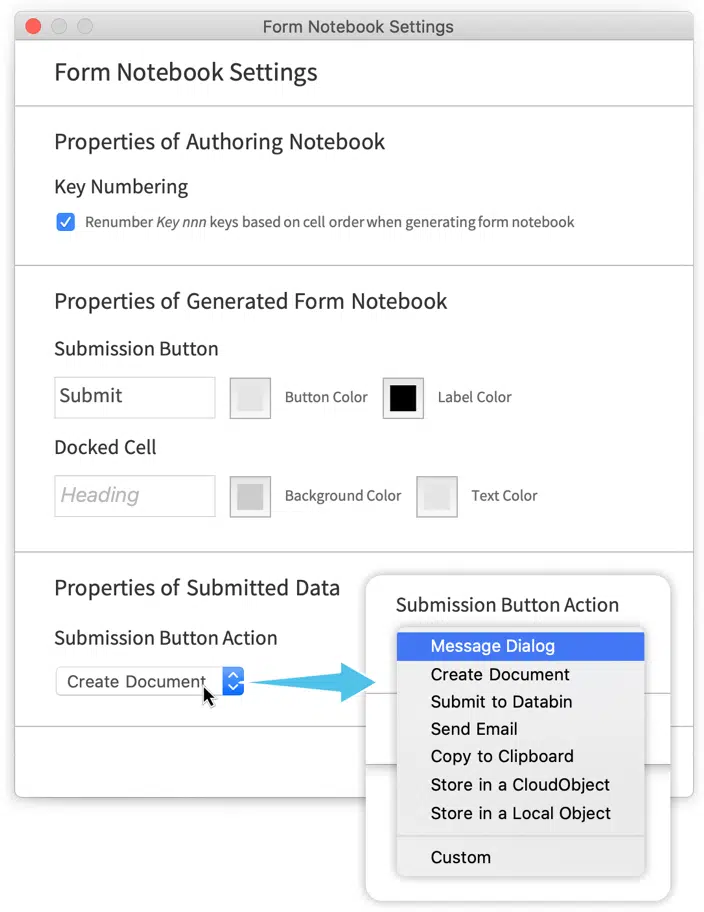 Form Notebook Settings
Form Notebook Settings
Properties of Authoring Notebook
Key Numbering
Renumber Key nnn keys based on cell order when generating form notebook
Properties of Generated Form Notebook
Submission Button
Submit Button Color Label Color
Docked Cell
Heading Background Color Text Color
Properties of Submitted Data
Submission Button Action
Create Document
Submission Button Action
Message Dialog
Create Document
Submit to Databin
Send Email
Copy to Clipboard
Store in a CloudObject
Store in a Local Object
Custom